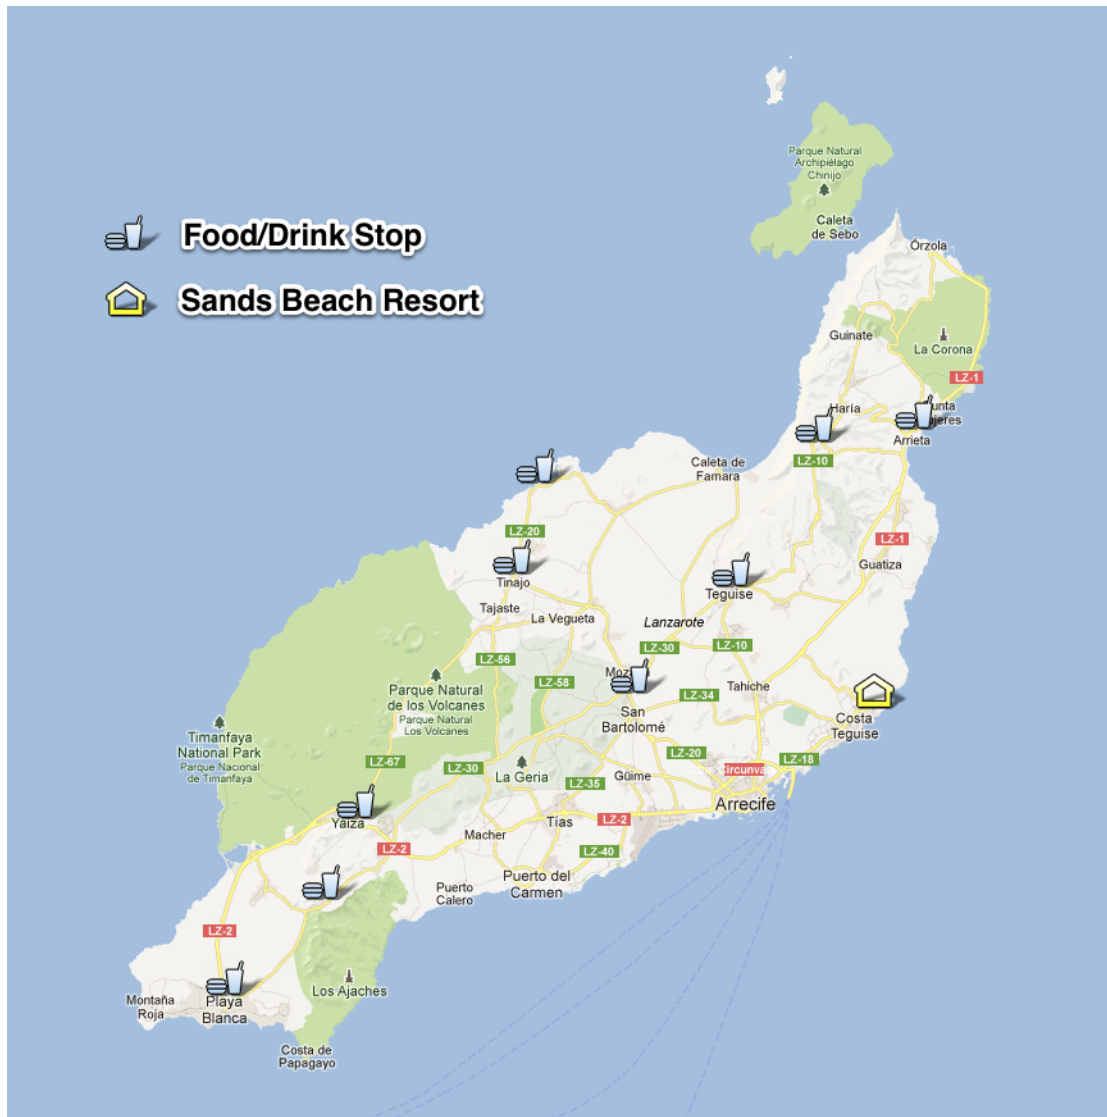 Parque Natural
Archipiélago
Chinijo
Caleta
de Sebo
Food/Drink Stop
Órzola
Sands Beach Resort
Guinate
La Corona
LZ-1
Haría
Arrieta
LZ-10
Caleta de
Famara
LZ-20
LZ-1
Guatiza
Tinajo
Teguise
Tajaste
La Vegueta
Lanzarote
LZ-30
LZ-10
LZ-56
Parque Natural
de los Volcanes
Parque Natural
Los Volcanes
LZ-58
LZ-34
Tahiche
San
Bartolomé
Costa
Teguise
Timanfaya
National Park
Parque Nacional
de Timanfaya
LZ-67
LZ-30
La Geria
LZ-20
LZ-18
Güime
LZ-35
Arrecife
Yaiza
Tías
LZ-2
Macher
LZ-2
LZ-40
Puerto del
Carmen
Puerto
Calero
LZ-2
Los Ajaches
Montaña
Roja
Playa
Blanca
Costa de
Papagayo